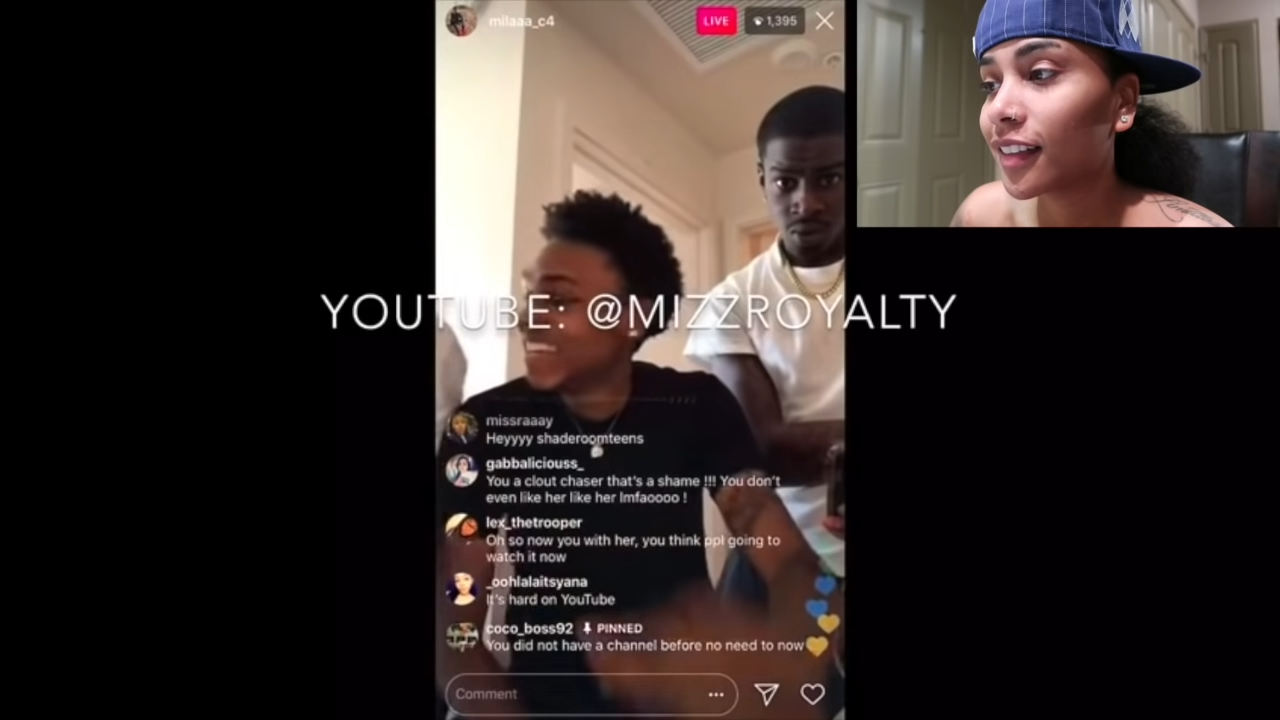 milaaa_c4
LIVE
1,395
YOUTUBE: @MIZZROYALTY
missraaay
Heyyyy shaderoomteens
gabbaliciouss_
You a clout chaser that's a shame !!! You don't
even like her like her lmfaoooo !
lex_thetrooper
Oh so now you with her, you think ppl going to
watch it now
_oohlalaitsyana
It's hard on YouTube
coco_boss92 PINNED
You did not have a channel before no need to now
Comment